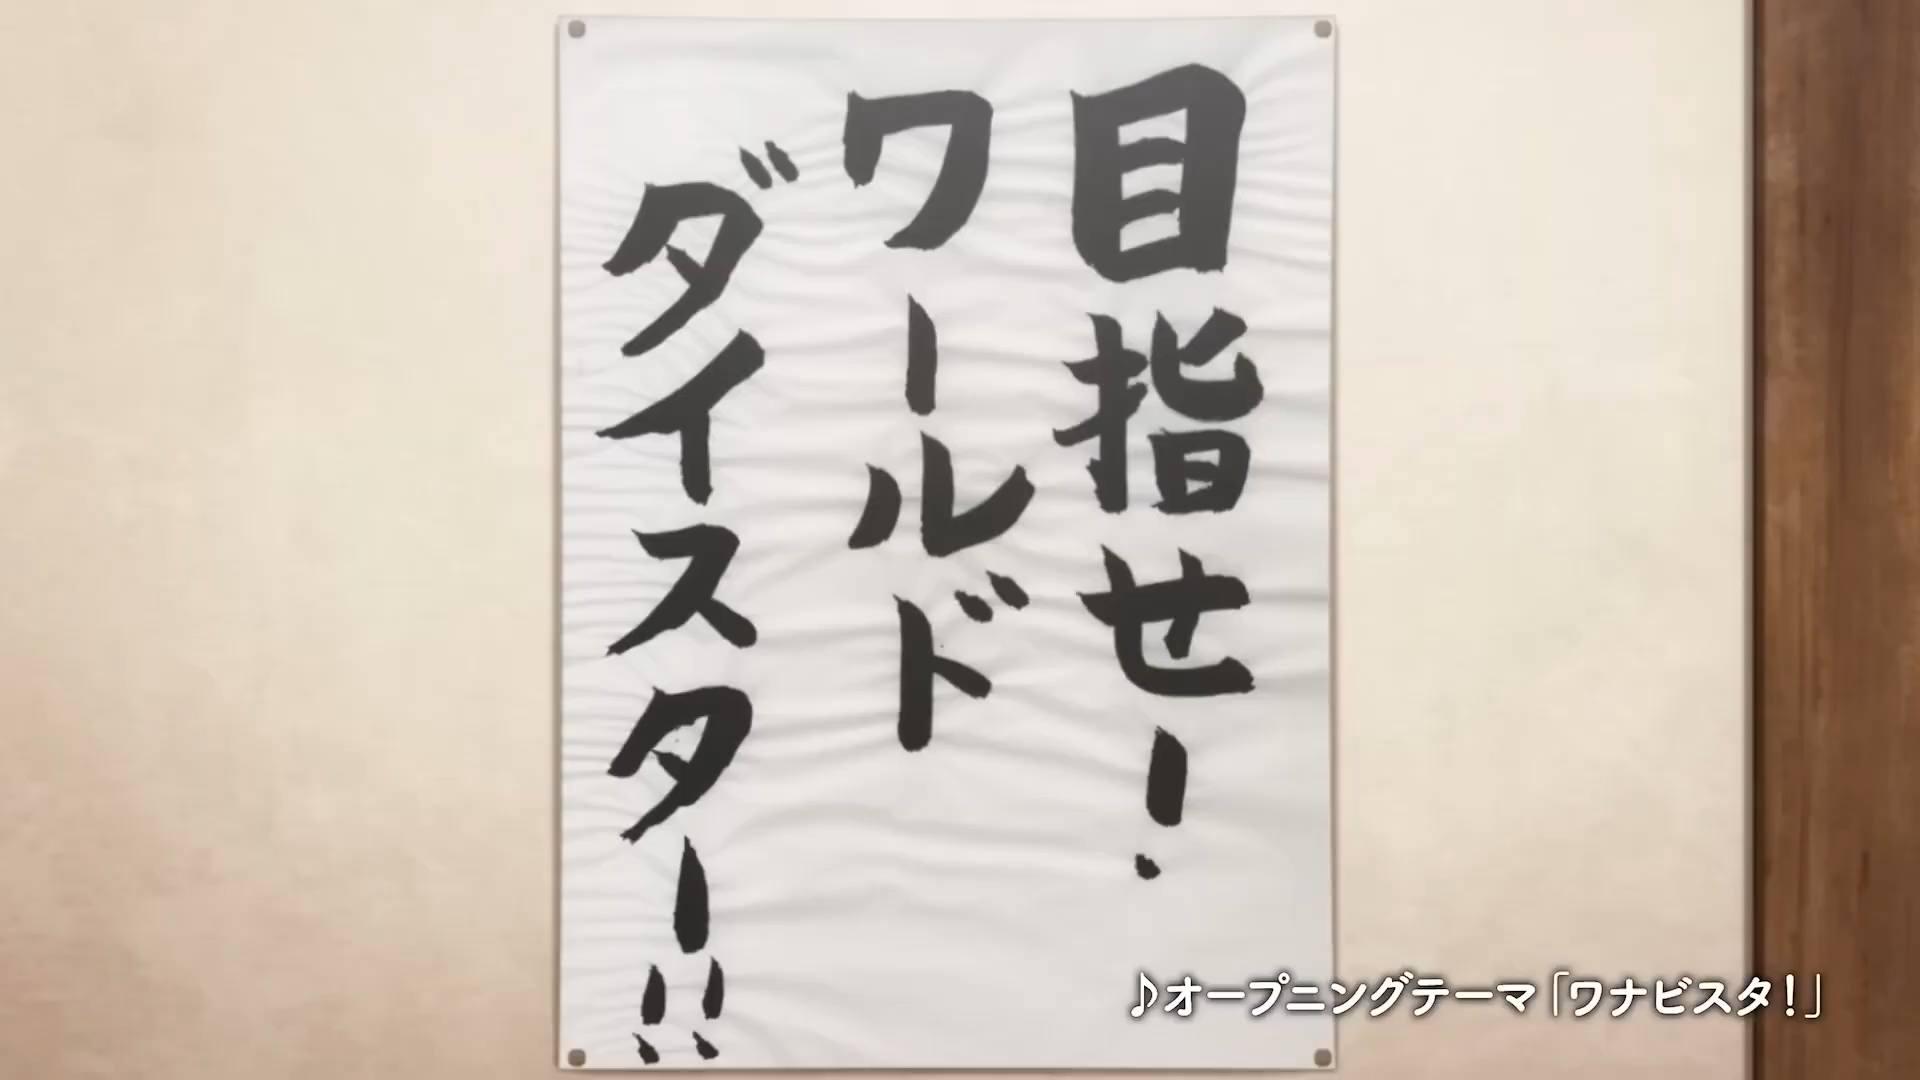 目指せ！
ワールド
ダイスター！！
♪オープニングテーマ「ワナビスタ！」